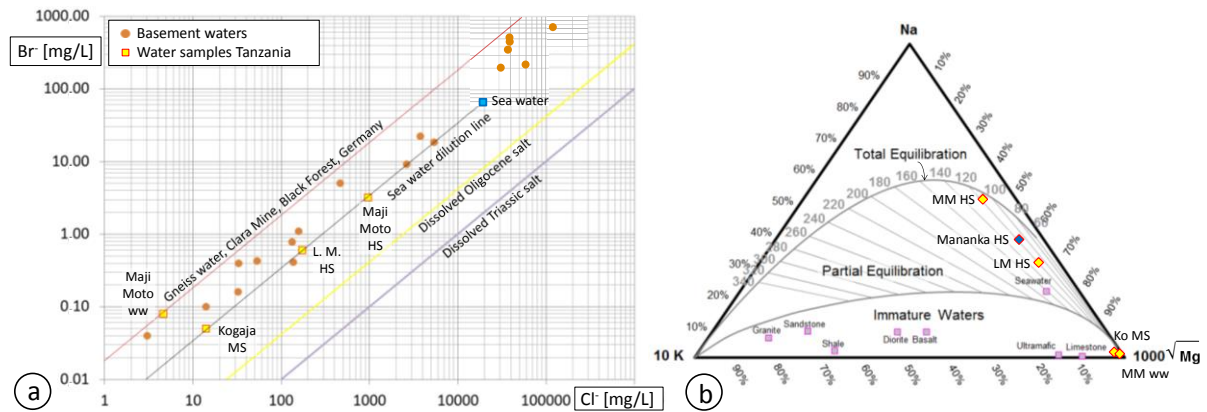 1000.00
Br⁻ [mg/L]
100.00
10.00
1.00
0.10
0.01
Basement waters
Water samples Tanzania
Sea water
Gneiss water, Clara Mine, Black Forest, Germany
Sea water dilution line
Dissolved Oligocene salt
Dissolved Triassic salt
Maji
Moto
HS
L. M.
HS
Maji
Moto
ww
Kogaja
MS
1
10
100
1000
10000
100000
Cl⁻ [mg/L]
a
Na
90%
80%
70%
60%
50%
40%
30%
20%
10%
10%
20%
30%
40%
50%
60%
70%
80%
90%
Total Equilibration
340
320
300
280
260
240
220
200
180
160
140
120
100
80
60
MM HS
Mananka HS
LM HS
Seawater
Partial Equilibration
Immature Waters
Granite
Sandstone
Shale
Diorite
Basalt
Ultramafic
Limestone
Ko MS
10 K
1000 √Mg
MM ww
90%
80%
70%
60%
50%
40%
30%
20%
10%
b